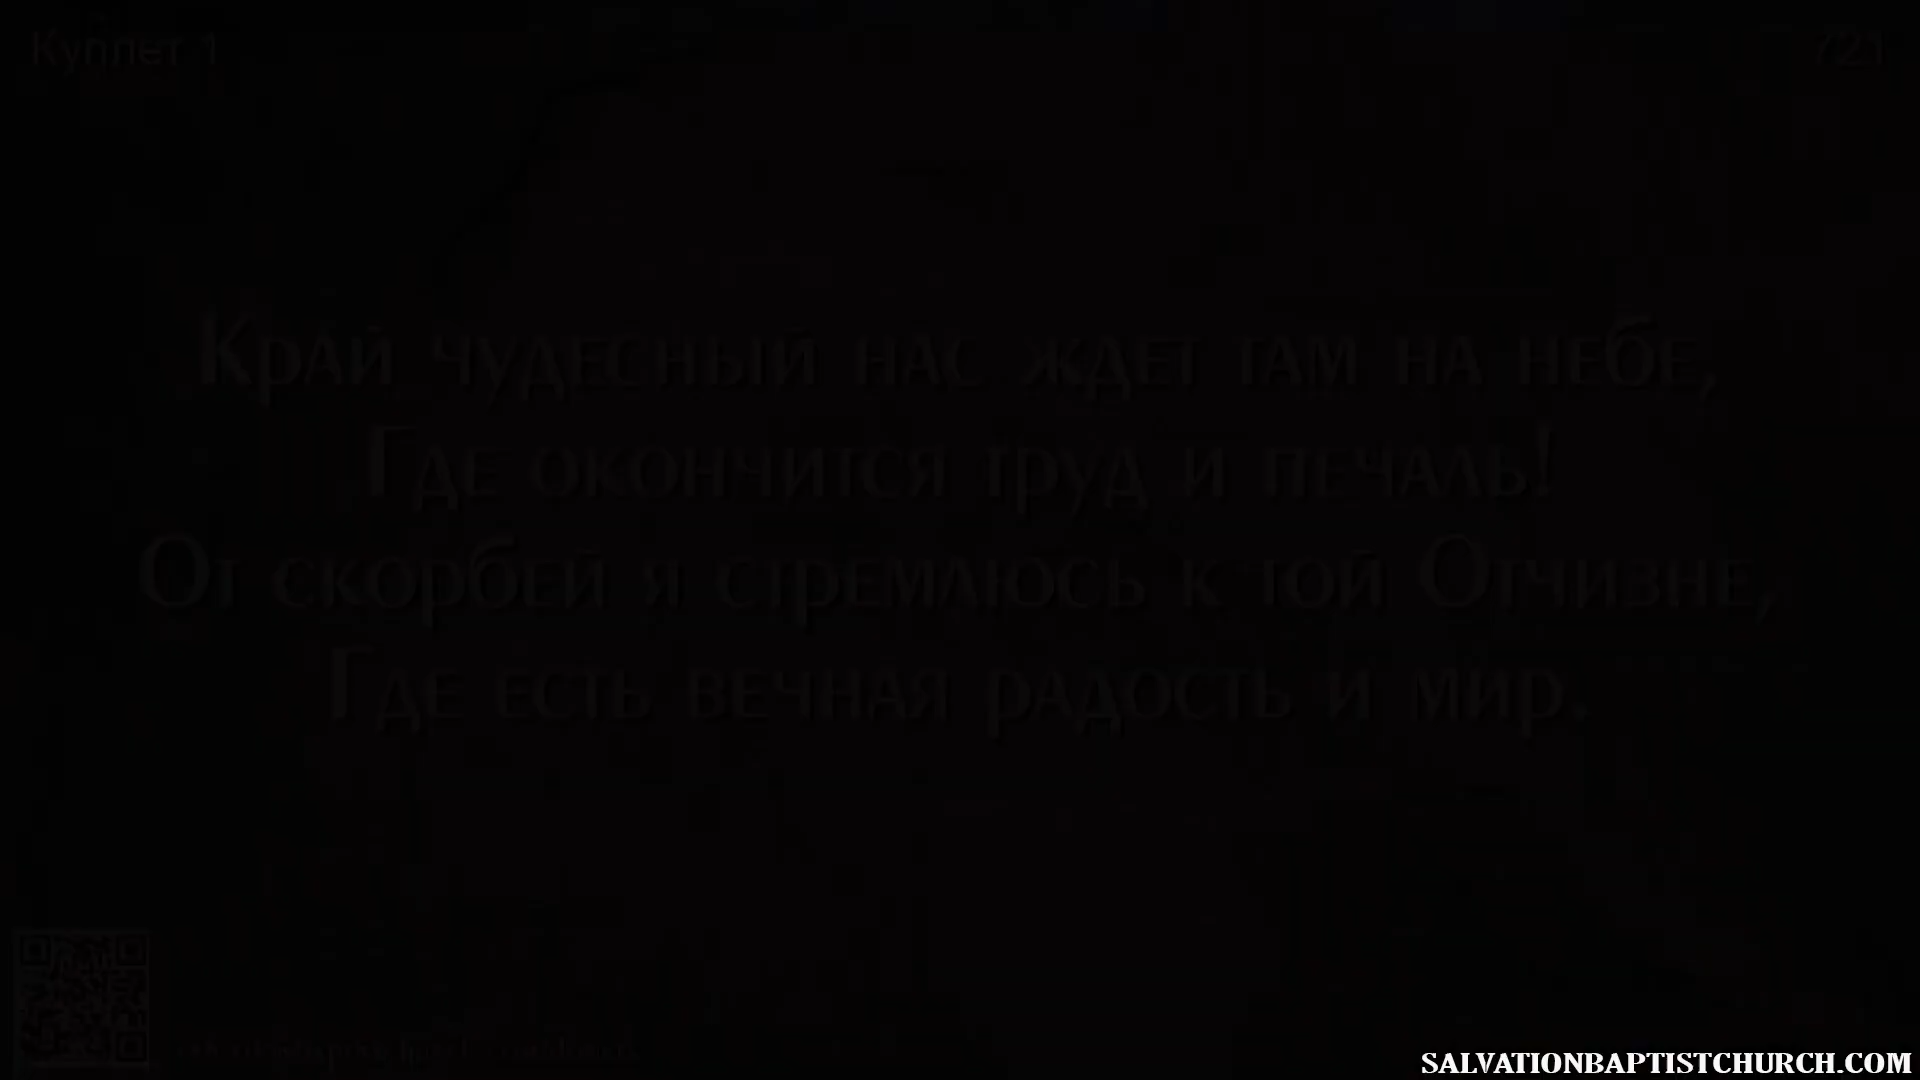 Куплет 1
721
Край чудесный нас ждет там на небе,
Где окончится труд и печаль!
От скорбей я стремлюсь к той Отчизне,
Где есть вечная радость и мир.
SALVATIONBAPTISTCHURCH.COM